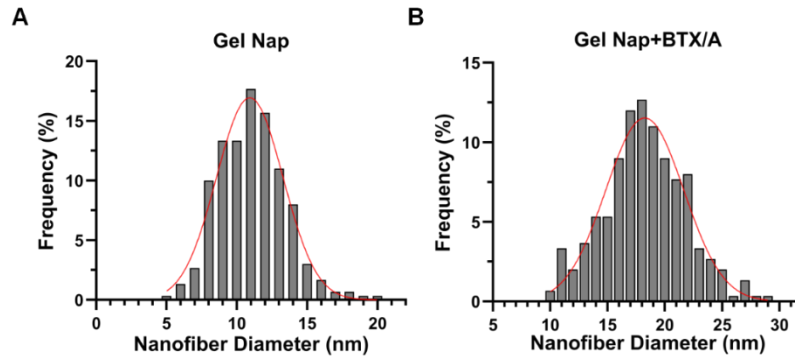 A
Gel Nap
Frequency (%)
20
15
10
5
0
0 5 10 15 20
Nanofiber Diameter (nm)
B
Gel Nap+BTX/A
Frequency (%)
15
10
5
0
5 10 15 20 25 30
Nanofiber Diameter (nm)